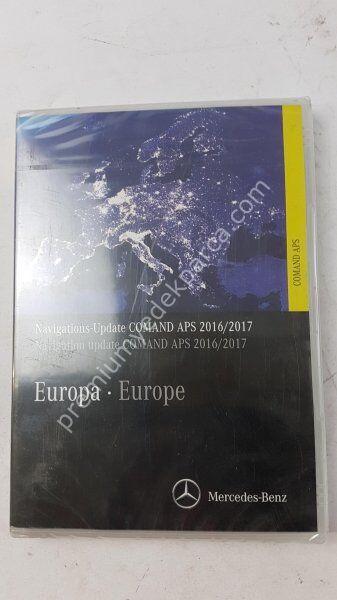 COMAND APS
Navigations-Update COMAND APS 2016/2017
Navigation update COMAND APS 2016/2017
Europa · Europe
Mercedes-Benz
premiumyedekparca.com